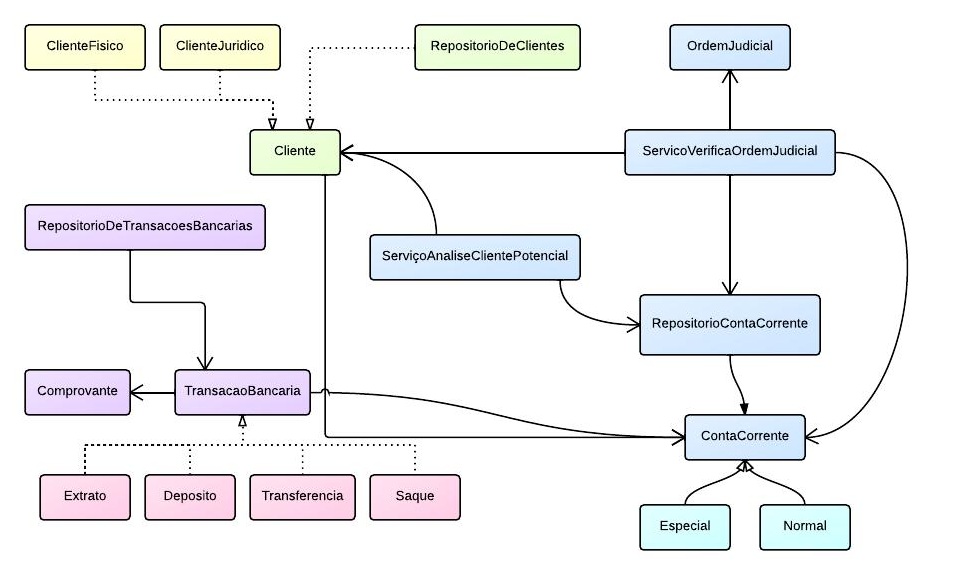 ClienteFisico
ClienteJuridico
RepositorioDeClientes
OrdemJudicial
Cliente
ServicoVerificaOrdemJudicial
RepositorioDeTransacoesBancarias
ServiçoAnaliseClientePotencial
RepositorioContaCorrente
Comprovante
TransacaoBancaria
ContaCorrente
Extrato
Deposito
Transferencia
Saque
Especial
Normal